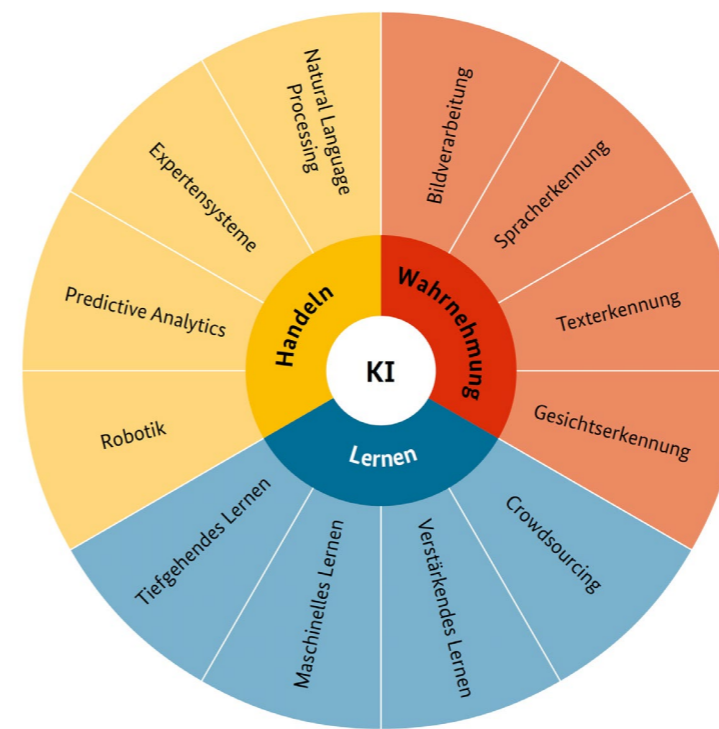 KI
Wahrnehmung
Bildverarbeitung
Spracherkennung
Texterkennung
Gesichtserkennung
Lernen
Crowdsourcing
Verstärkendes Lernen
Maschinelles Lernen
Tiefgehendes Lernen
Handeln
Robotik
Predictive Analytics
Expertensysteme
Natural Language
Processing